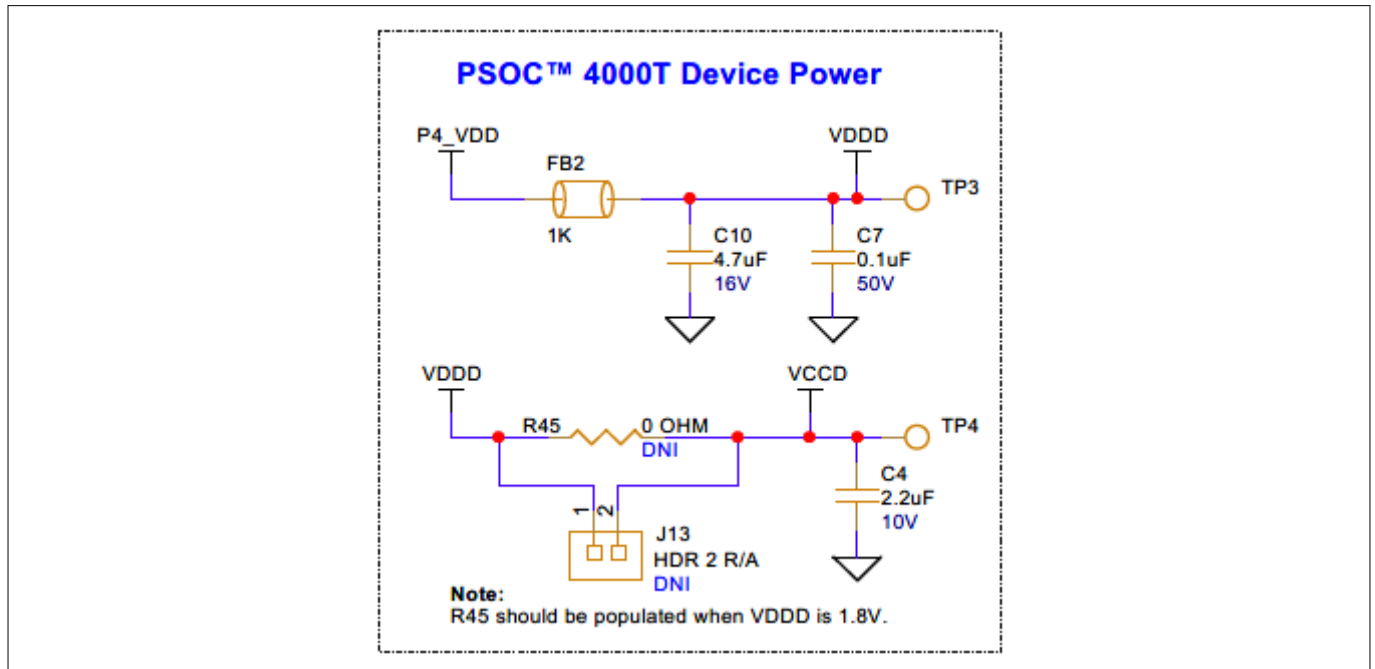 PSOC™ 4000T Device Power
P4_VDD
VDDD
FB2
TP3
1K
C10
4.7uF
16V
C7
0.1uF
50V
VDDD
VCCD
R45
0 OHM
DNI
TP4
C4
2.2uF
10V
1
2
J13
HDR 2 R/A
DNI
Note:
R45 should be populated when VDDD is 1.8V.